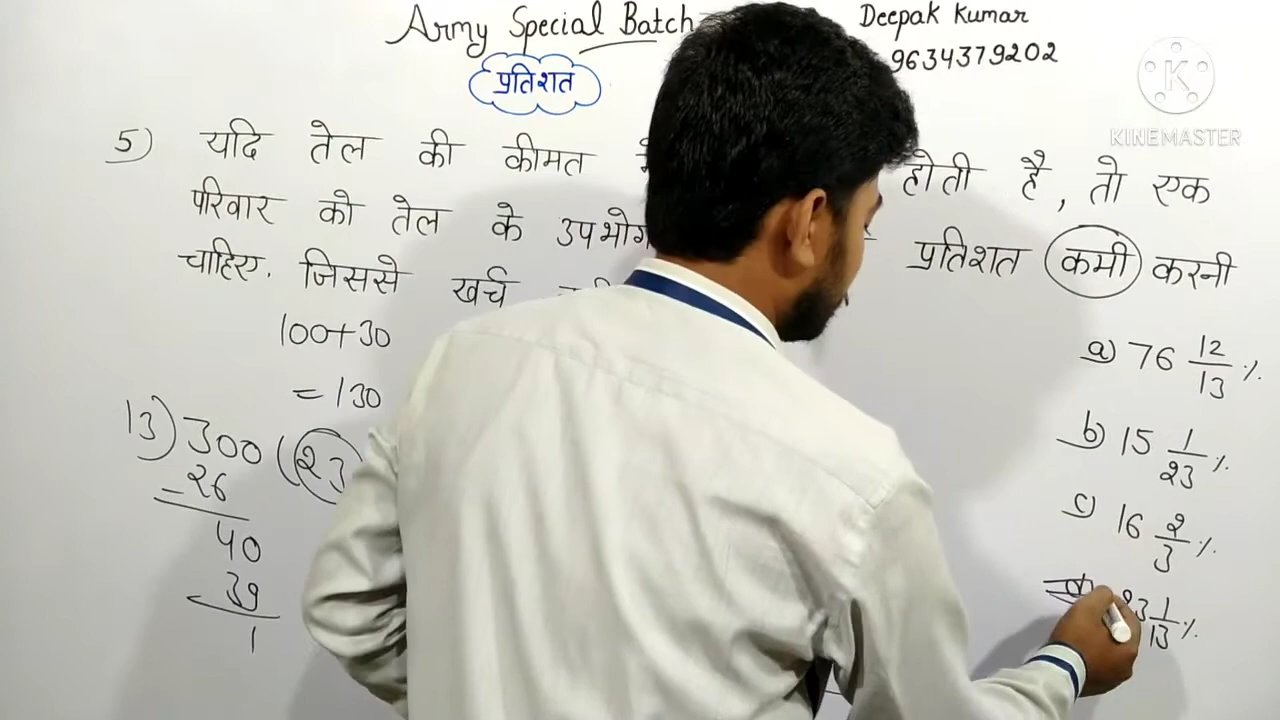 Army Special Batch
Deepak Kumar
9634379202
प्रतिशत
KINEMASTER
5) यदि तेल की कीमत होती है, तो एक
परिवार को तेल के उपभोग प्रतिशत कमी करनी
चाहिए. जिससे खर्च
100+30
= 130
13) 300 (23
- 26
40
- 39
1
a) 76 12/13 %
b) 15 1/23 %
c) 16 2/3 %
23 1/13 %